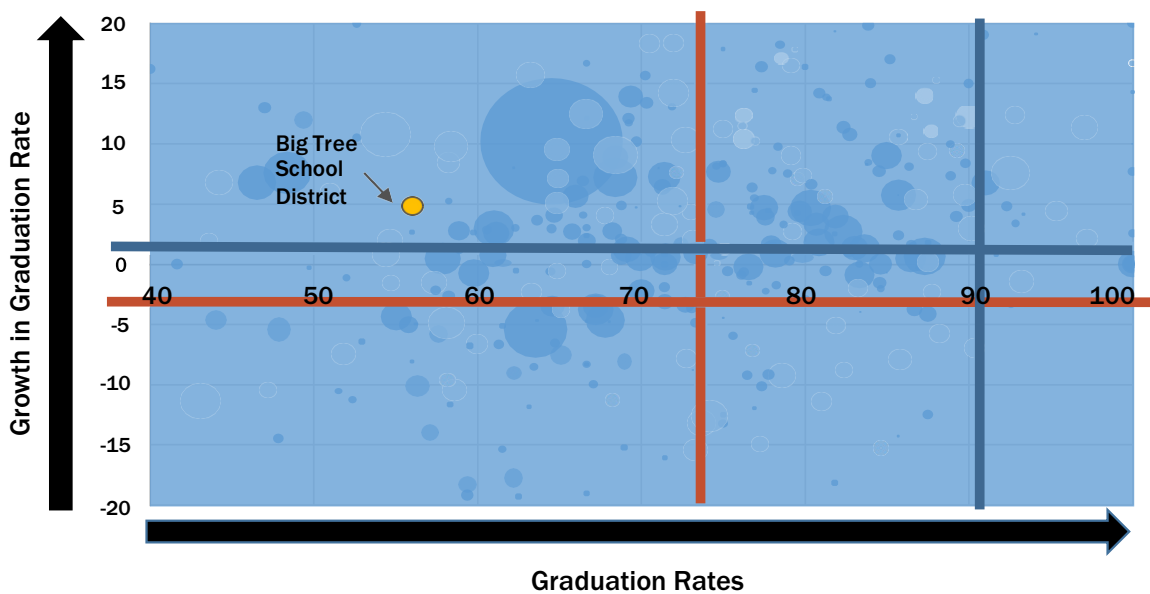 Growth in Graduation Rate
20
15
10
5
0
-5
-10
-15
-20
Big Tree
School
District
40 50 60 70 80 90 100
Graduation Rates